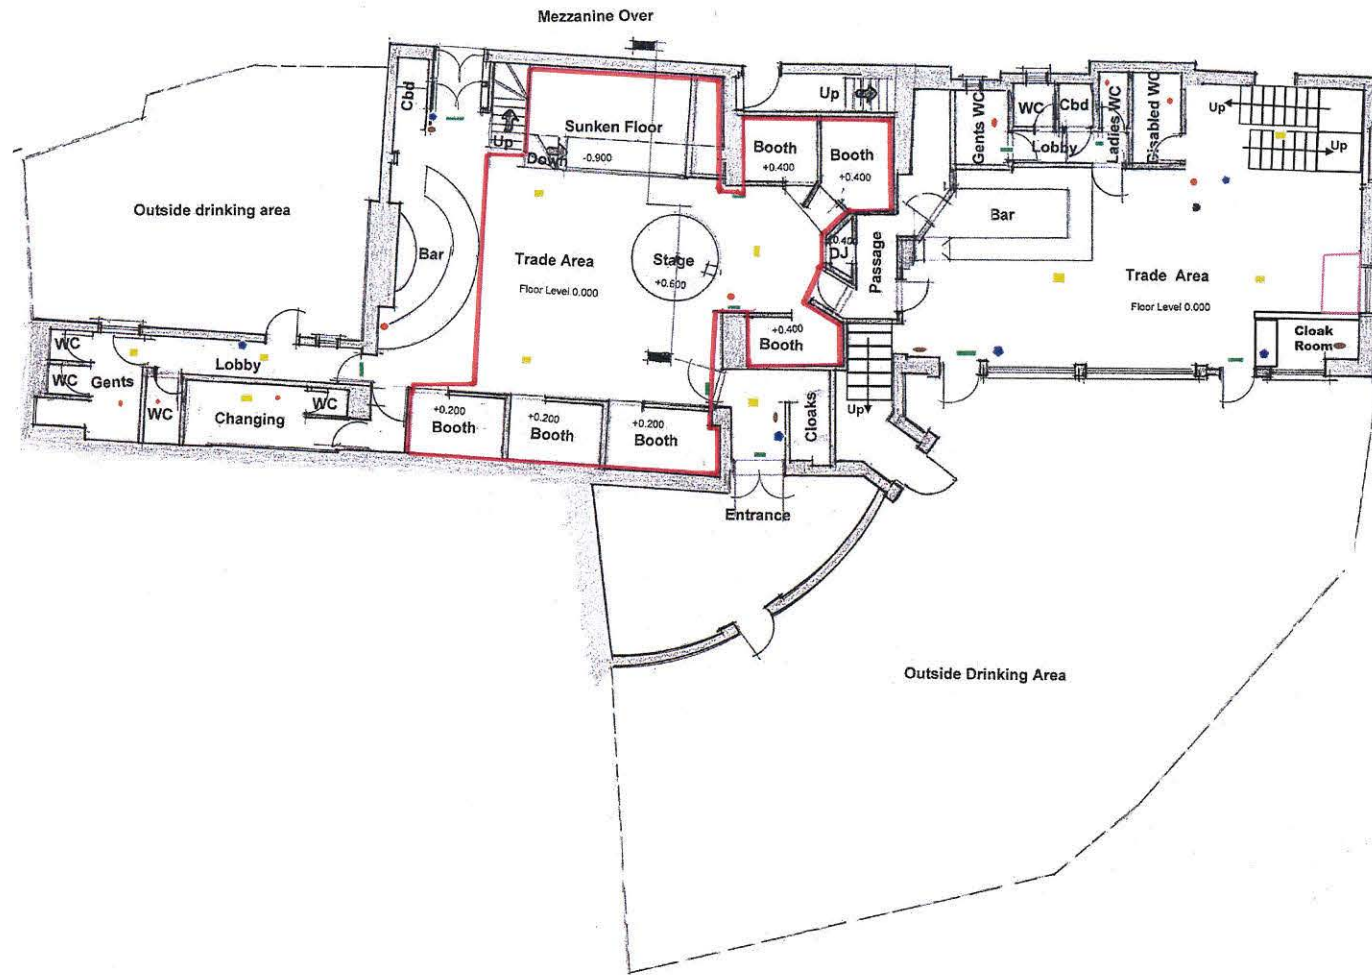 Mezzanine Over
Cbd
Up
Sunken Floor
Down
-0.900
Up
Booth
+0.400
Booth
+0.400
Gents WC
WC
Cbd
Lobby
Ladies WC
Disabled WC
Up
Up
Outside drinking area
Bar
Trade Area
Floor Level 0.000
Stage
+0.600
+0.400
DJ
Passage
Bar
Trade Area
Floor Level 0.000
Cloak
Room
+0.400
Booth
WC
WC
Gents
Lobby
WC
Changing
WC
+0.200
Booth
+0.200
Booth
+0.200
Booth
Cloaks
Up
Entrance
Outside Drinking Area